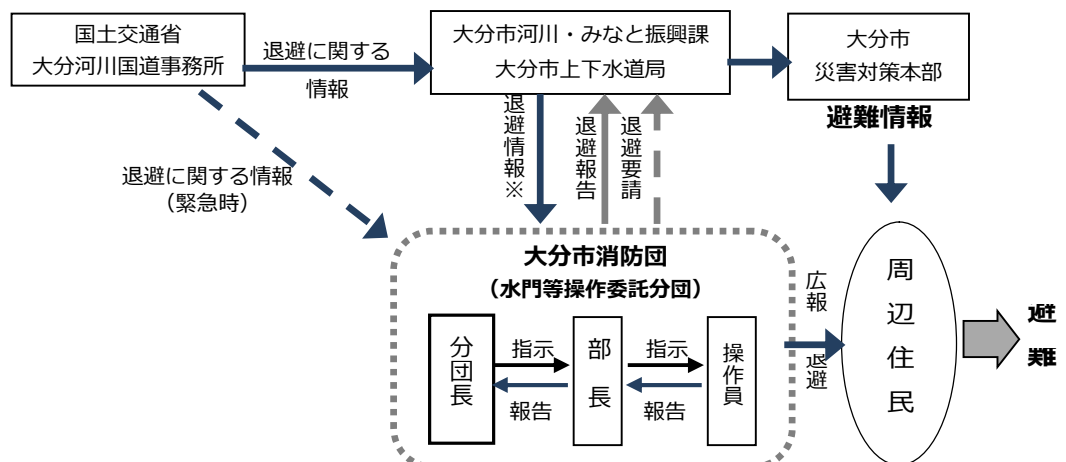 国土交通省
大分河川国道事務所
退避に関する
情報
大分市河川・みなと振興課
大分市上下水道局
大分市
災害対策本部
避難情報
退避に関する情報
（緊急時）
退避情報※
退避報告
退避要請
大分市消防団
（水門等操作委託分団）
分団長
指示
報告
部長
指示
報告
操作員
広報
退避
周辺住民
避
難